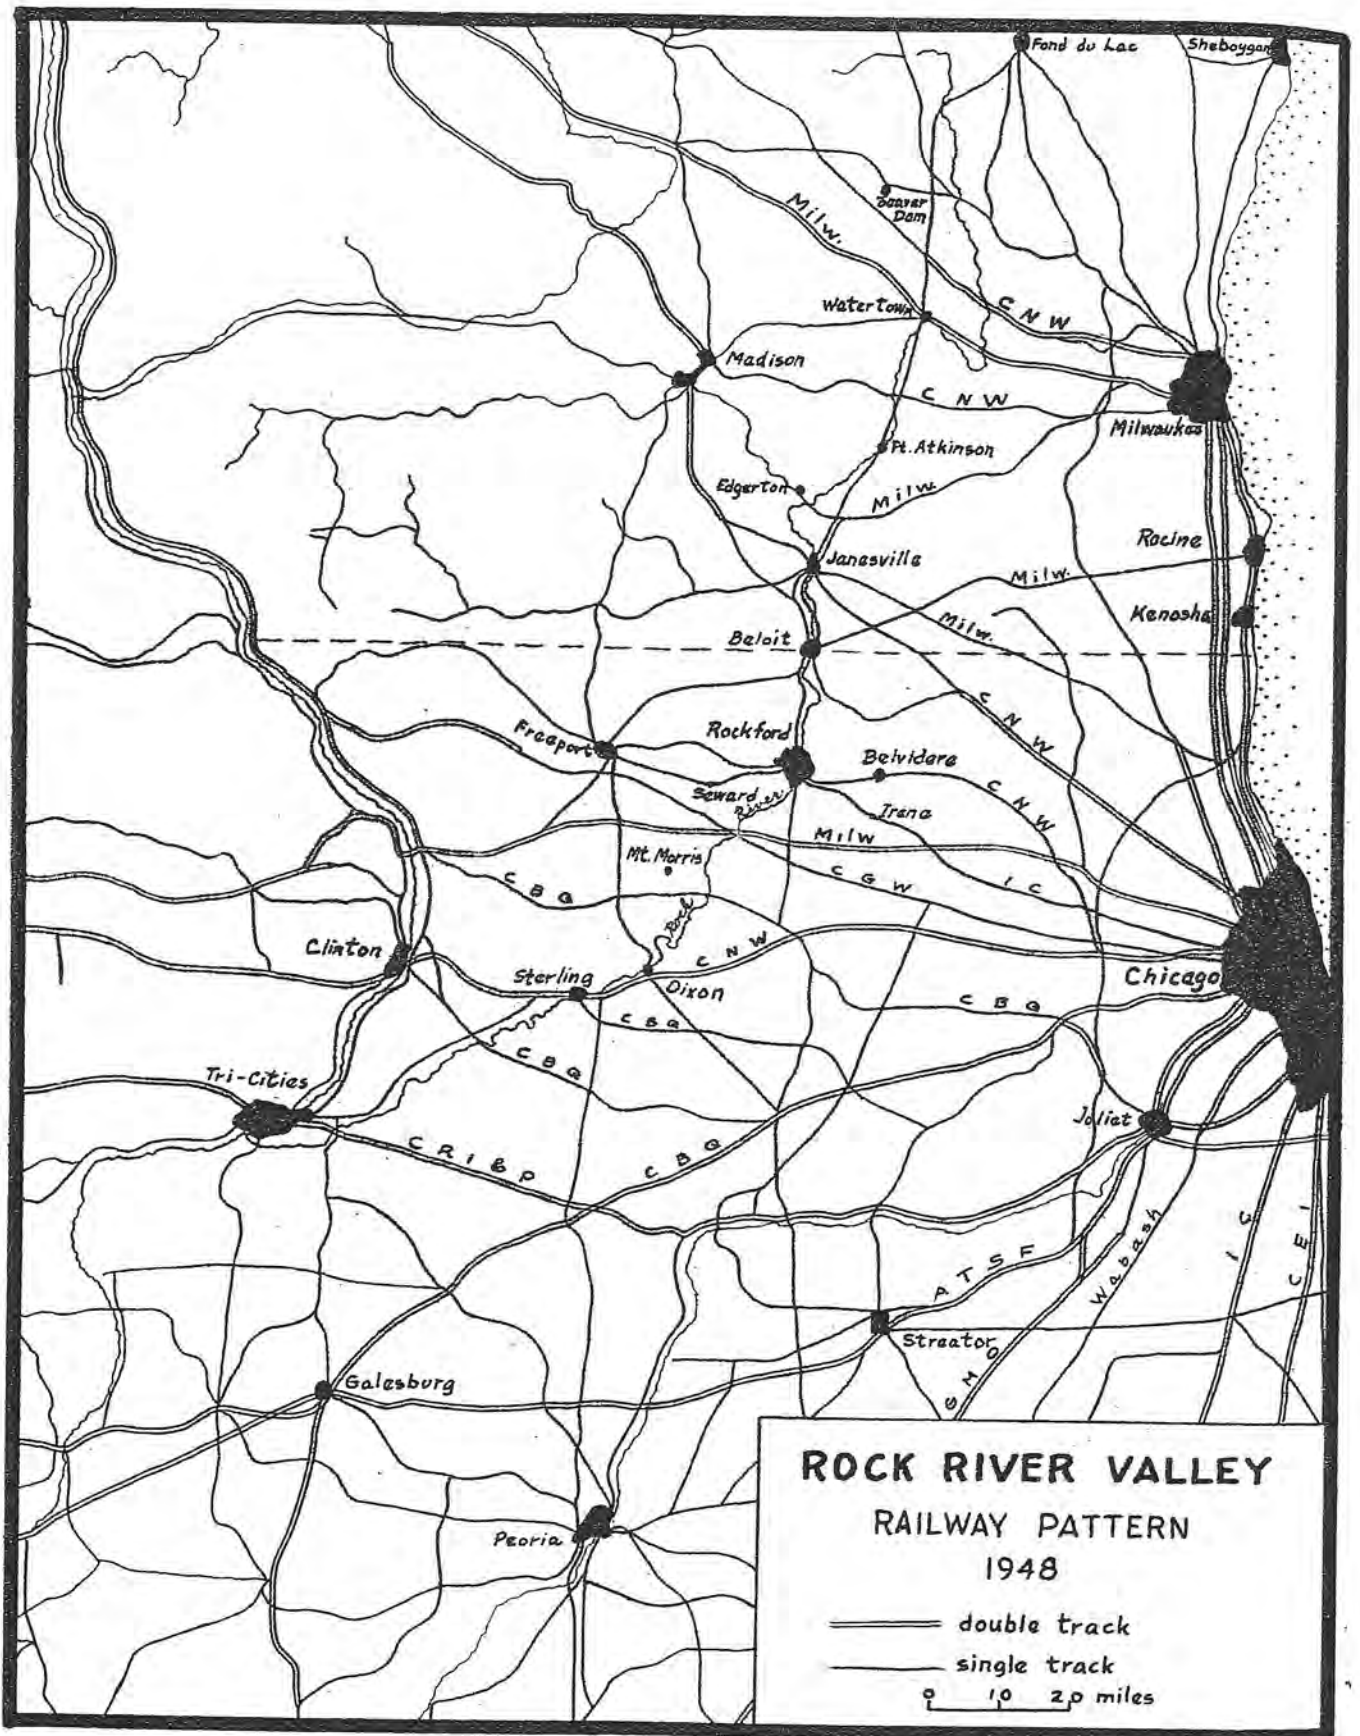 Fond du Lac
Sheboygan
Beaver
Dam
Milw.
Watertown
C N W
Madison
C N W
Milwaukee
Ft. Atkinson
Edgerton
Milw.
Racine
Janesville
Milw.
Kenosha
Milw.
Beloit
C N W
Freeport
Rockford
Belvidere
Seward
River
C N W
Irene
Milw
Mt. Morris
C B Q
C G W
I C
Rock
Clinton
C N W
Sterling
Dixon
Chicago
C B Q
C B Q
C B Q
Tri-Cities
Joliet
C R I & P
C B Q
Wabash
I C
C E I
A T S F
Streator
G M O
Galesburg
Peoria
ROCK RIVER VALLEY
RAILWAY PATTERN
1948
double track
single track
0 10 20 miles